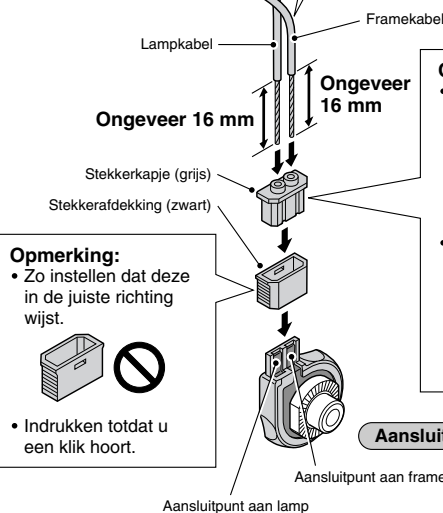 Framekabel
Lampkabel
Ongeveer
16 mm
Ongeveer 16 mm
Stekkerkapje (grijs)
Stekkerafdekking (zwart)
Opmerking:
• Zo instellen dat deze
in de juiste richting
wijst.
• Indrukken totdat u
een klik hoort.
Aansluitpunt aan frame
Aansluitpunt aan lamp